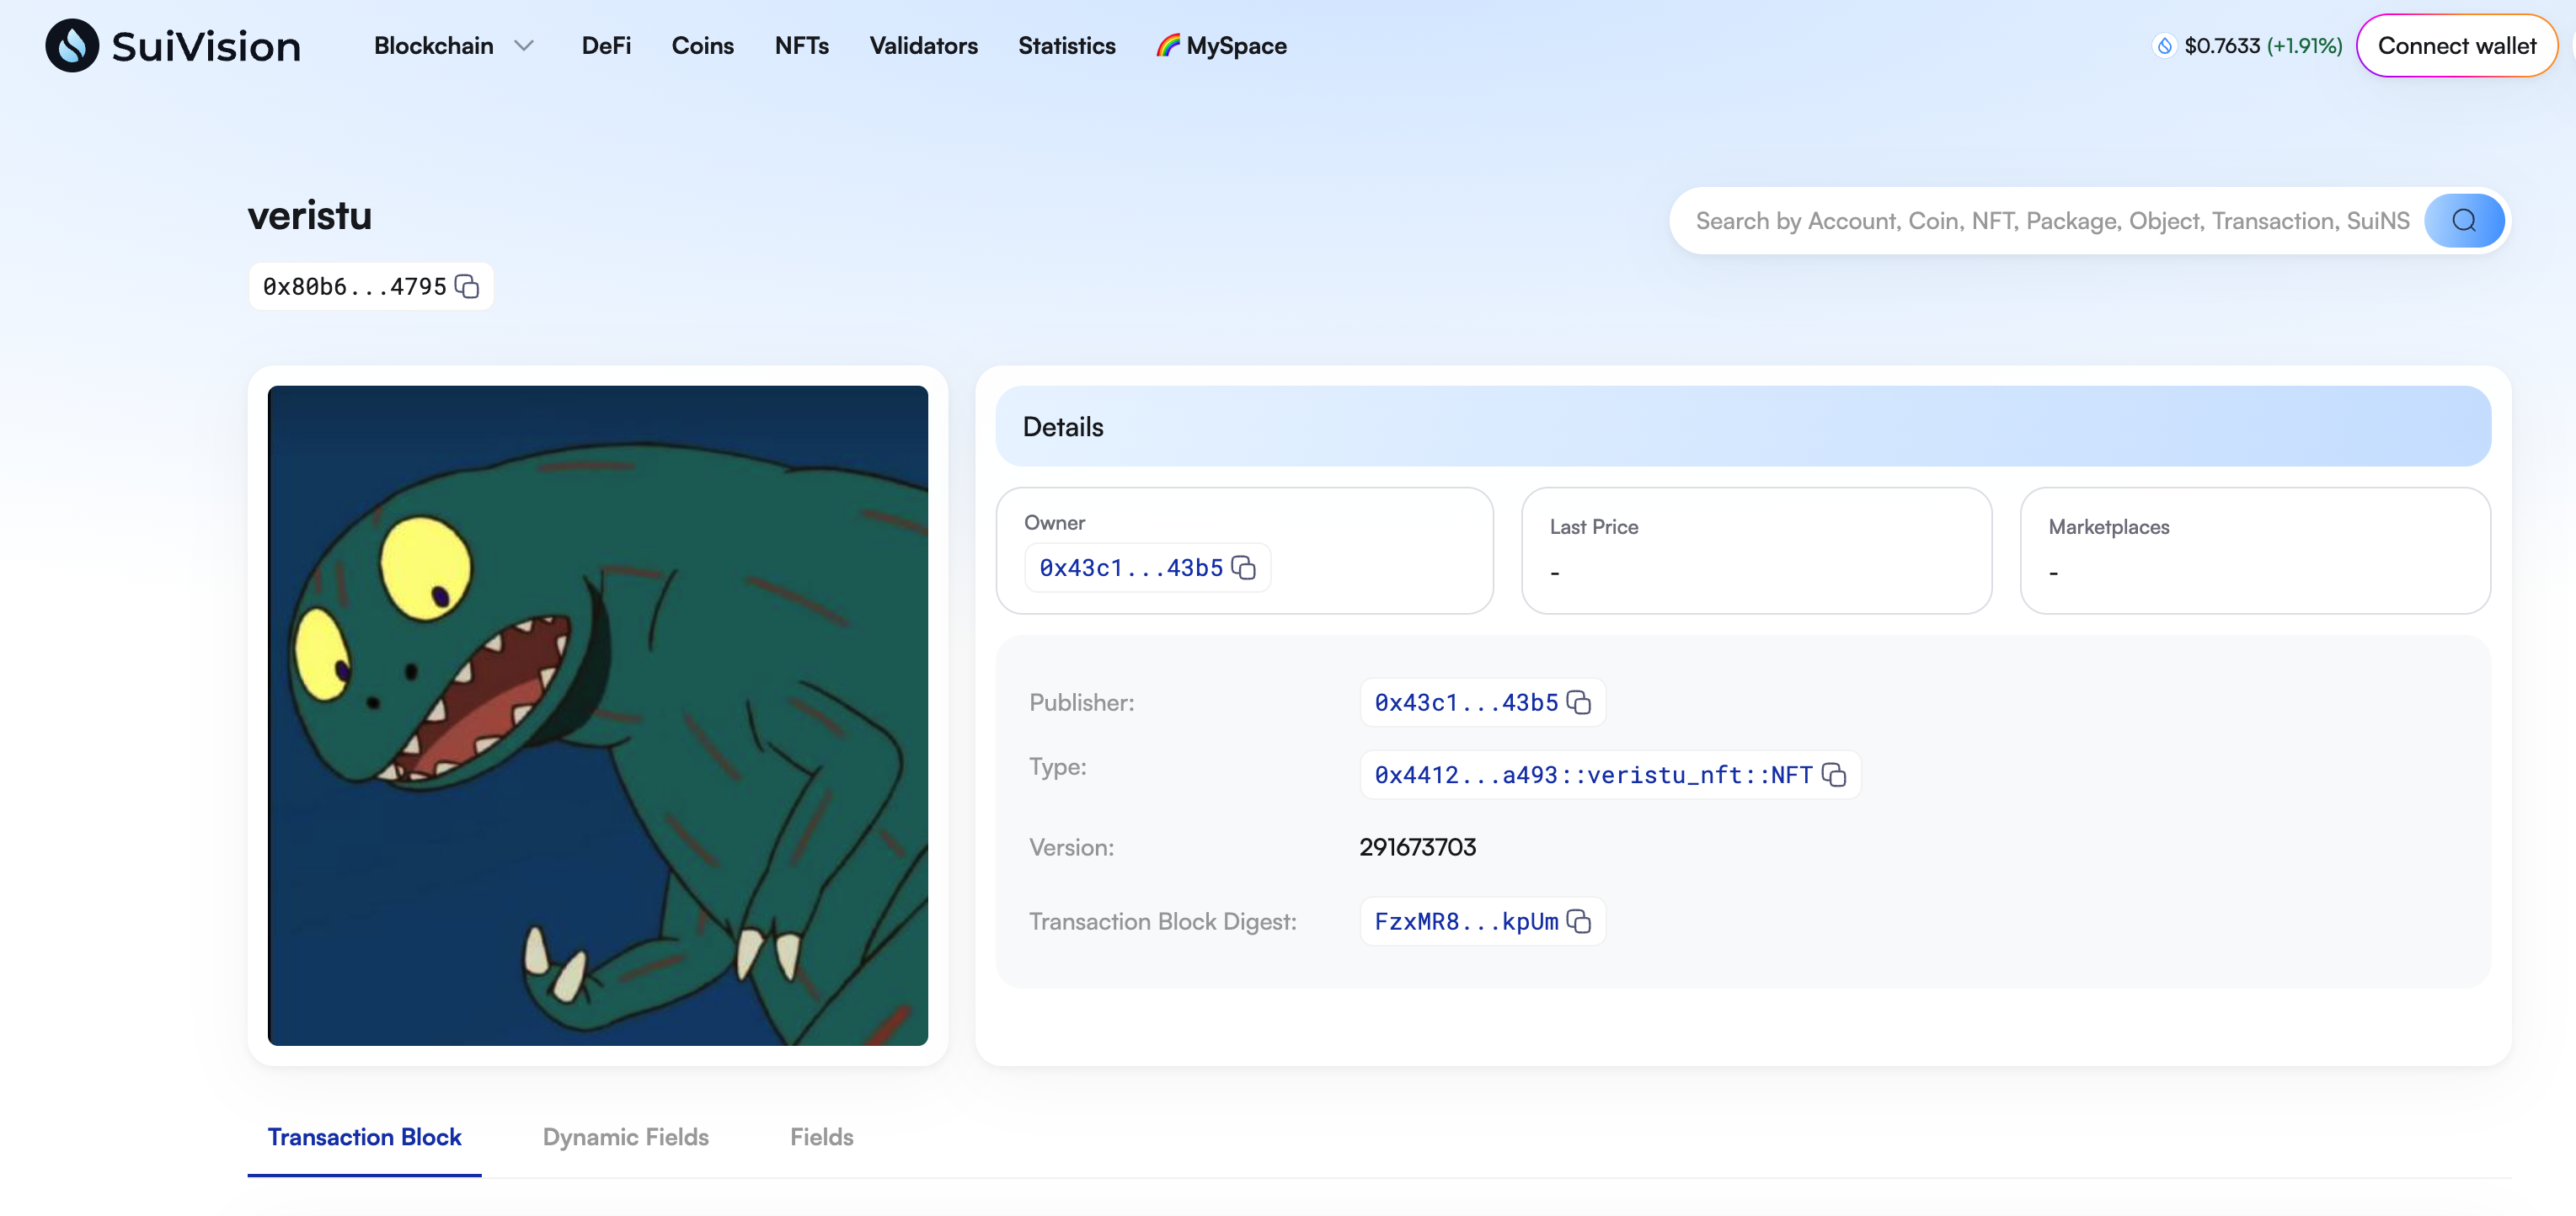 SuiVision Blockchain DeFi Coins NFTs Validators Statistics MySpace $0.7633 (+1.91%) Connect wallet
veristu
Search by Account, Coin, NFT, Package, Object, Transaction, SuiNS
0x80b6...4795
Details
Owner
0x43c1...43b5
Last Price
-
Marketplaces
-
Publisher: 0x43c1...43b5
Type: 0x4412...a493::veristu_nft::NFT
Version: 291673703
Transaction Block Digest: FzxMR8...kpUm
Transaction Block Dynamic Fields Fields